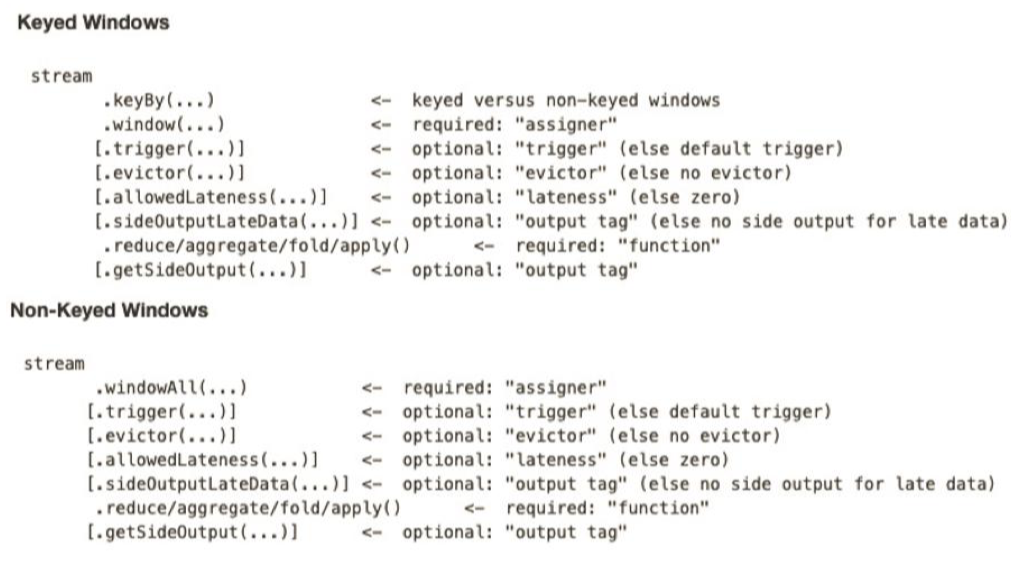 Keyed Windows
stream
.keyBy(...) <- keyed versus non-keyed windows
.window(...) <- required: "assigner"
[.trigger(...)] <- optional: "trigger" (else default trigger)
[.evictor(...)] <- optional: "evictor" (else no evictor)
[.allowedLateness(...)] <- optional: "lateness" (else zero)
[.sideOutputLateData(...)] <- optional: "output tag" (else no side output for late data)
.reduce/aggregate/fold/apply() <- required: "function"
[.getSideOutput(...)] <- optional: "output tag"
Non-Keyed Windows
stream
.windowAll(...) <- required: "assigner"
[.trigger(...)] <- optional: "trigger" (else default trigger)
[.evictor(...)] <- optional: "evictor" (else no evictor)
[.allowedLateness(...)] <- optional: "lateness" (else zero)
[.sideOutputLateData(...)] <- optional: "output tag" (else no side output for late data)
.reduce/aggregate/fold/apply() <- required: "function"
[.getSideOutput(...)] <- optional: "output tag"